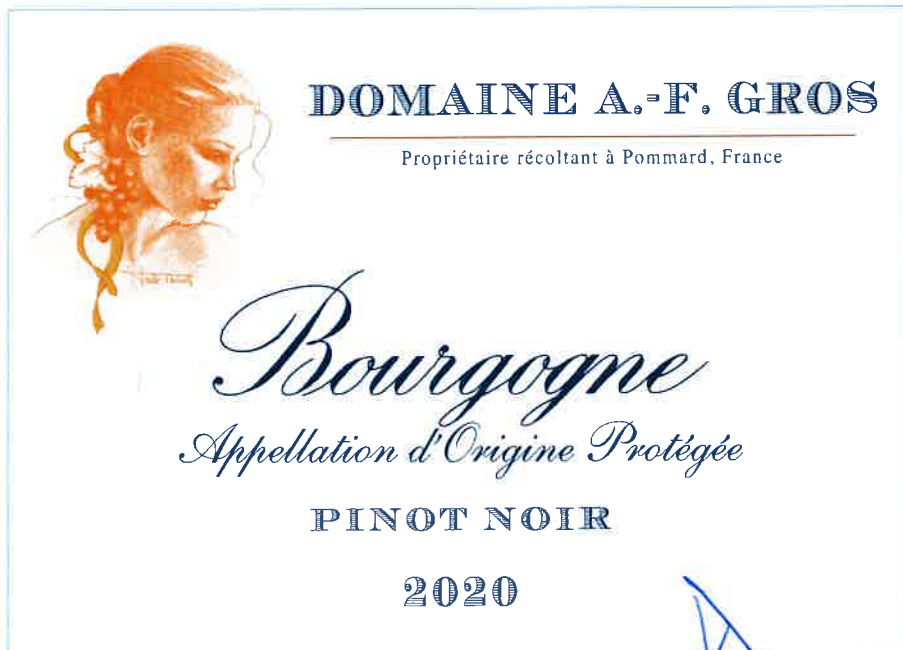 DOMAINE A.-F. GROS
Propriétaire récoltant à Pommard, France
Bourgogne
Appellation d'Origine Protégée
PINOT NOIR
2020